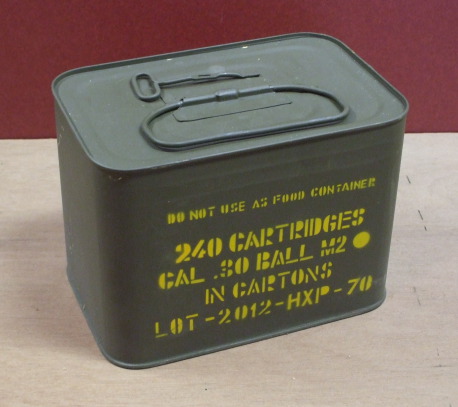 DO NOT USE AS FOOD CONTAINER
240 CARTRIDGES
CAL .30 BALL M2
IN CARTONS
LOT-2012-HXP-70